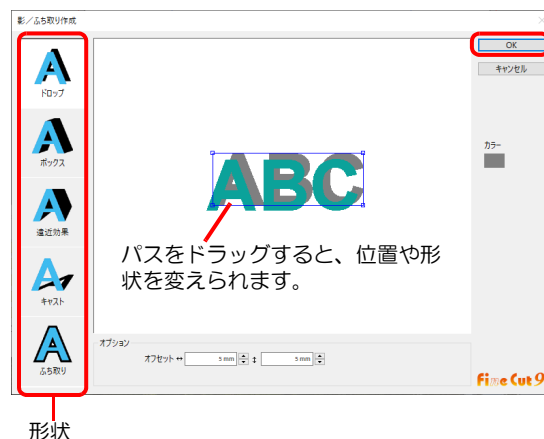 影／ふち取り作成
OK
キャンセル
カラー
ドロップ
ボックス
遠近効果
キャスト
ふち取り
ABC
パスをドラッグすると、位置や形
状を変えられます。
オプション
オフセット ↔ 5 mm ↕ 5 mm
Fine Cut 9
形状